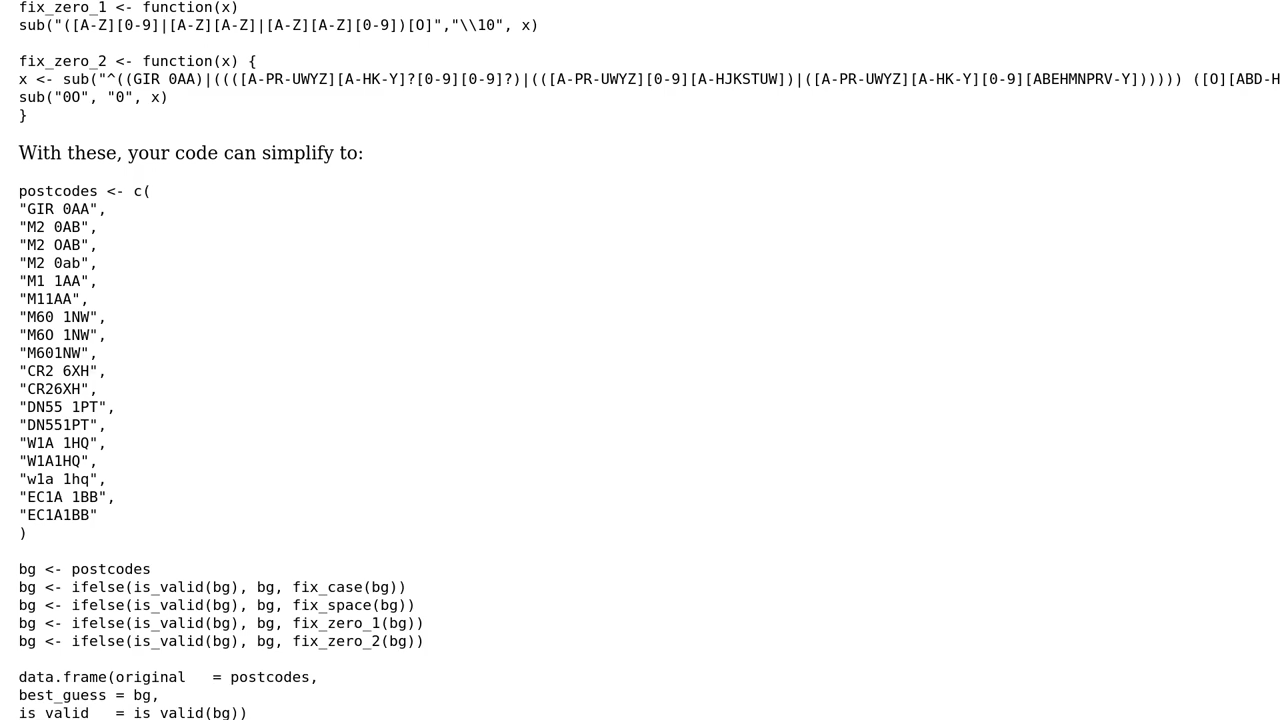 fix_zero_1 <- function(x)
sub("([A-Z][0-9]|[A-Z][A-Z]|[A-Z][A-Z][0-9])[O]","\\10", x)
fix_zero_2 <- function(x) {
x <- sub("^((GIR 0AA)|((([A-PR-UWYZ][A-HK-Y]?[0-9][0-9]?)|(([A-PR-UWYZ][0-9][A-HJKSTUW])|([A-PR-UWYZ][A-HK-Y][0-9][ABEHMNPRV-Y]))))) ([O][ABD-H
sub("0O", "0", x)
}
With these, your code can simplify to:
postcodes <- c(
"GIR 0AA",
"M2 0AB",
"M2 OAB",
"M2 0ab",
"M1 1AA",
"M11AA",
"M60 1NW",
"M6O 1NW",
"M601NW",
"CR2 6XH",
"CR26XH",
"DN55 1PT",
"DN551PT",
"W1A 1HQ",
"W1A1HQ",
"w1a 1hq",
"EC1A 1BB",
"EC1A1BB"
)
bg <- postcodes
bg <- ifelse(is_valid(bg), bg, fix_case(bg))
bg <- ifelse(is_valid(bg), bg, fix_space(bg))
bg <- ifelse(is_valid(bg), bg, fix_zero_1(bg))
bg <- ifelse(is_valid(bg), bg, fix_zero_2(bg))
data.frame(original   = postcodes,
best_guess = bg,
is_valid   = is_valid(bg))